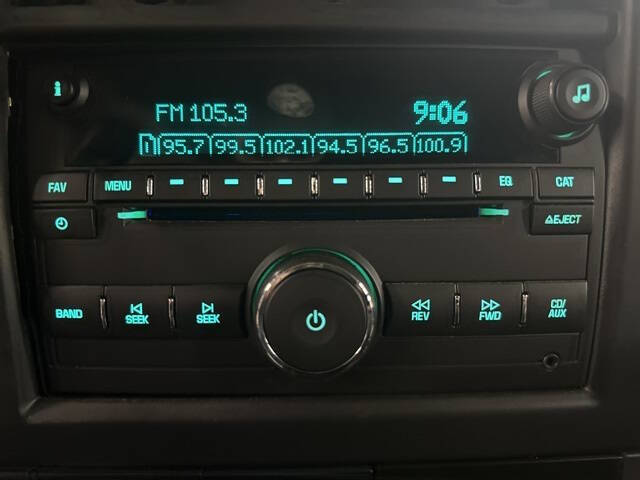 i
FM 105.3 9:06
1 95.7 99.5 102.1 94.5 96.5 100.9
FAV MENU EQ CAT
EJECT
BAND SEEK SEEK REV FWD CD/
AUX